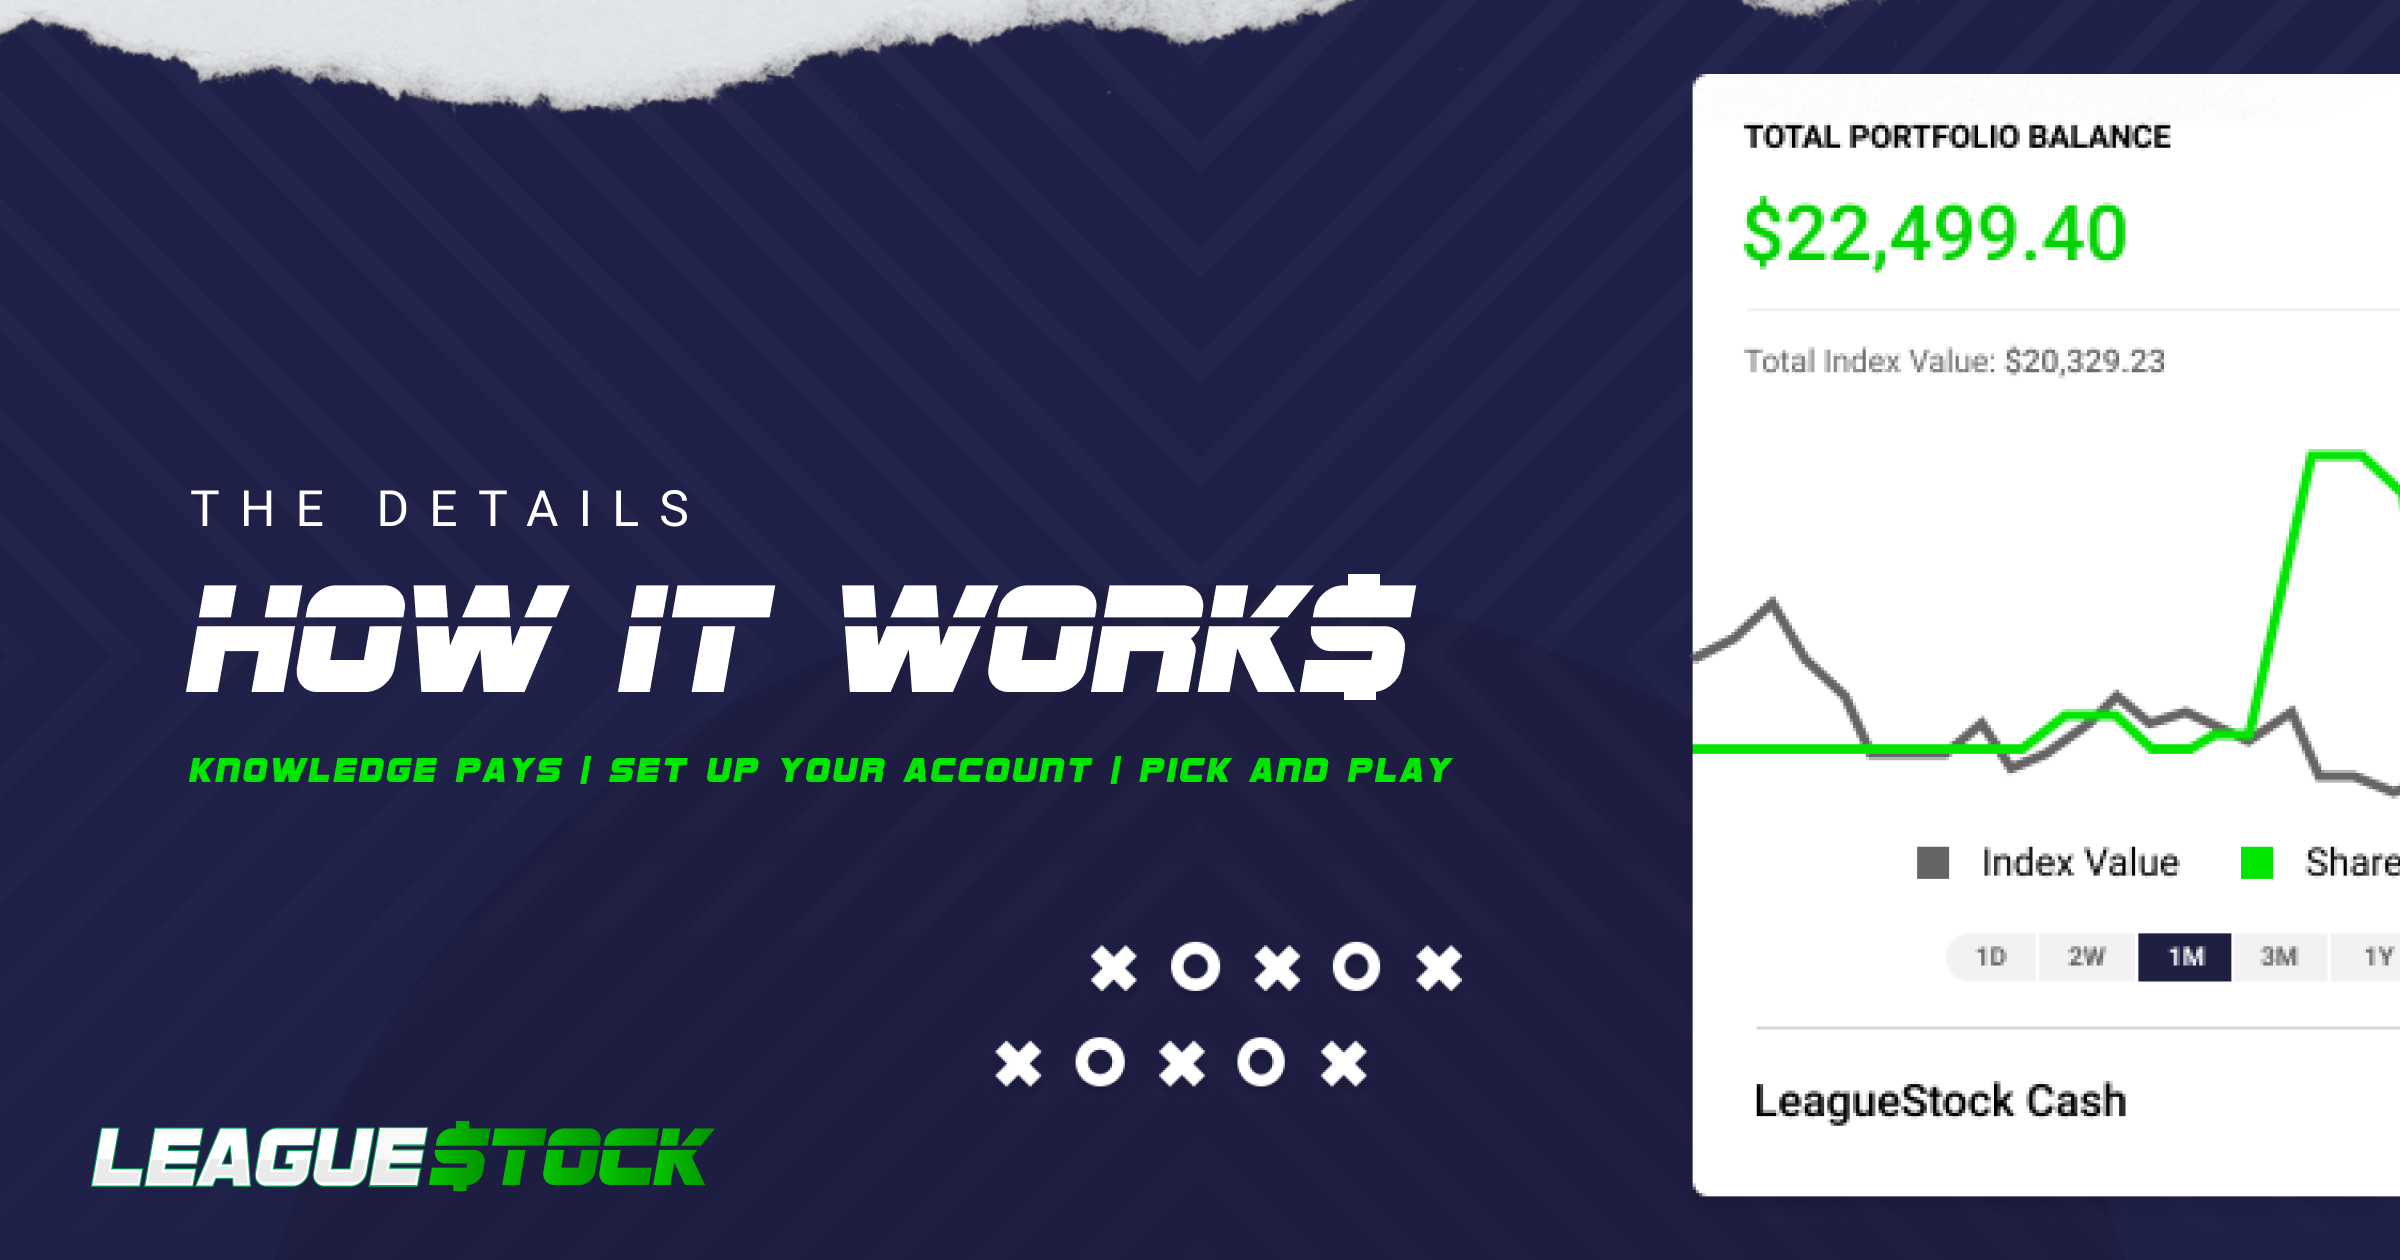 THE DETAILS
HOW IT WORK$
KNOWLEDGE PAYS | SET UP YOUR ACCOUNT | PICK AND PLAY
XOXOX
XOXOX
LEAGUE$TOCK
TOTAL PORTFOLIO BALANCE
$22,499.40
Total Index Value: $20,329.23
Index Value Share
1D 2W 1M 3M 1Y
LeagueStock Cash